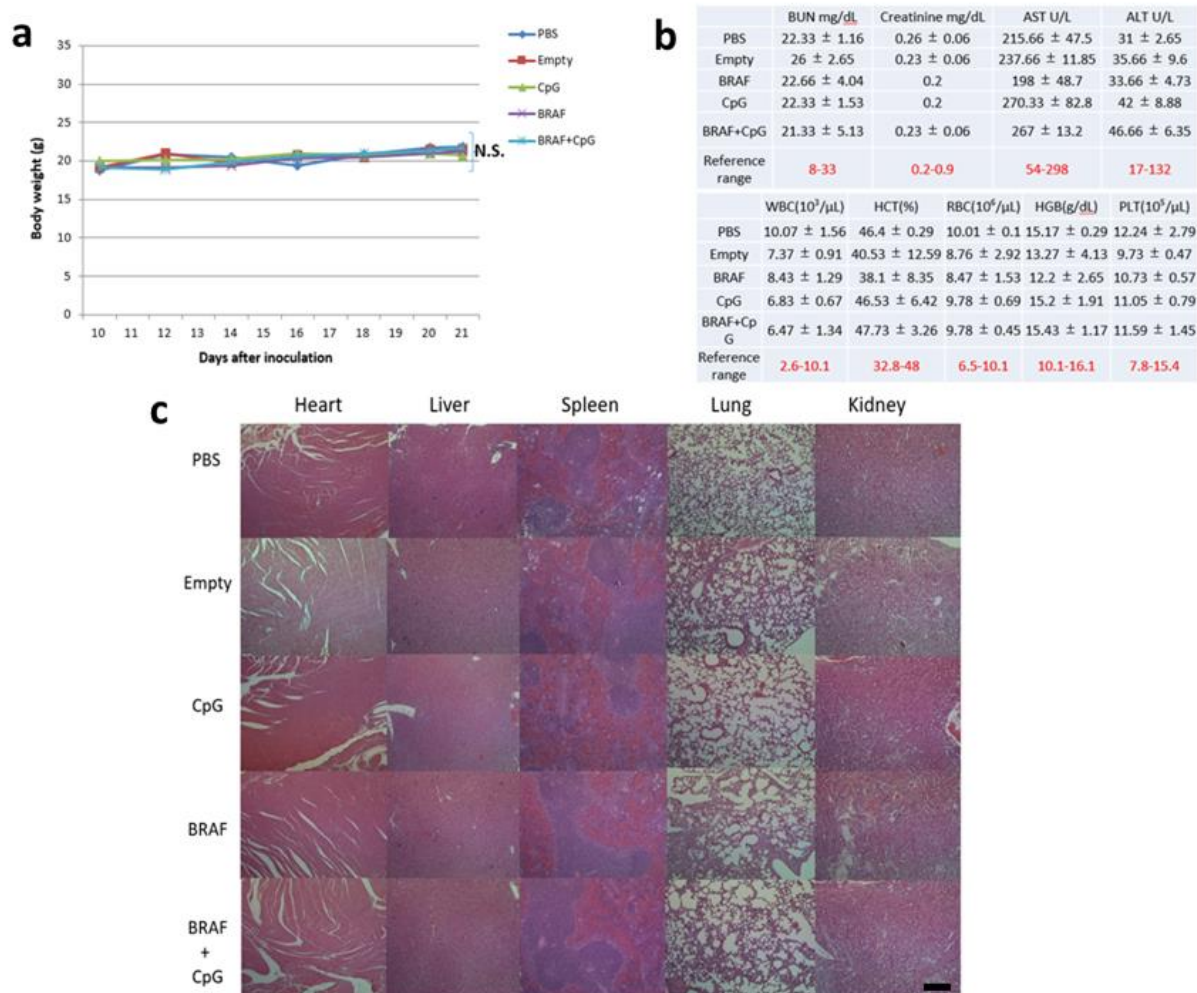 a
35
30
25
20
15
10
5
0
Body weight (g)
10 11 12 13 14 15 16 17 18 19 20 21
Days after inoculation
PBS
Empty
CpG
BRAF
BRAF+CpG
N.S.
b
BUN mg/dL Creatinine mg/dL AST U/L ALT U/L
PBS 22.33 ± 1.16 0.26 ± 0.06 215.66 ± 47.5 31 ± 2.65
Empty 26 ± 2.65 0.23 ± 0.06 237.66 ± 11.85 35.66 ± 9.6
BRAF 22.66 ± 4.04 0.2 198 ± 48.7 33.66 ± 4.73
CpG 22.33 ± 1.53 0.2 270.33 ± 82.8 42 ± 8.88
BRAF+CpG 21.33 ± 5.13 0.23 ± 0.06 267 ± 13.2 46.66 ± 6.35
Reference
range 8-33 0.2-0.9 54-298 17-132
WBC(10³/µL) HCT(%) RBC(10⁶/µL) HGB(g/dL) PLT(10⁵/µL)
PBS 10.07 ± 1.56 46.4 ± 0.29 10.01 ± 0.1 15.17 ± 0.29 12.24 ± 2.79
Empty 7.37 ± 0.91 40.53 ± 12.59 8.76 ± 2.92 13.27 ± 4.13 9.73 ± 0.47
BRAF 8.43 ± 1.29 38.1 ± 8.35 8.47 ± 1.53 12.2 ± 2.65 10.73 ± 0.57
CpG 6.83 ± 0.67 46.53 ± 6.42 9.78 ± 0.69 15.2 ± 1.91 11.05 ± 0.79
BRAF+Cp
G 6.47 ± 1.34 47.73 ± 3.26 9.78 ± 0.45 15.43 ± 1.17 11.59 ± 1.45
Reference
range 2.6-10.1 32.8-48 6.5-10.1 10.1-16.1 7.8-15.4
c
Heart Liver Spleen Lung Kidney
PBS
Empty
CpG
BRAF
BRAF
+
CpG